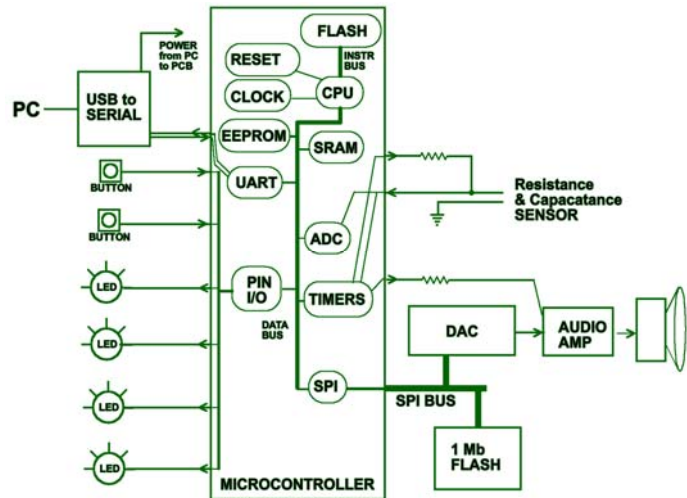 FLASH
POWER
from PC
to PCB
RESET
INSTR
BUS
PC
USB to
SERIAL
CLOCK
CPU
EEPROM
SRAM
BUTTON
UART
Resistance
& Capacatance
SENSOR
BUTTON
ADC
LED
PIN
I/O
TIMERS
DATA
BUS
DAC
AUDIO
AMP
LED
SPI
SPI BUS
LED
1 Mb
FLASH
LED
MICROCONTROLLER